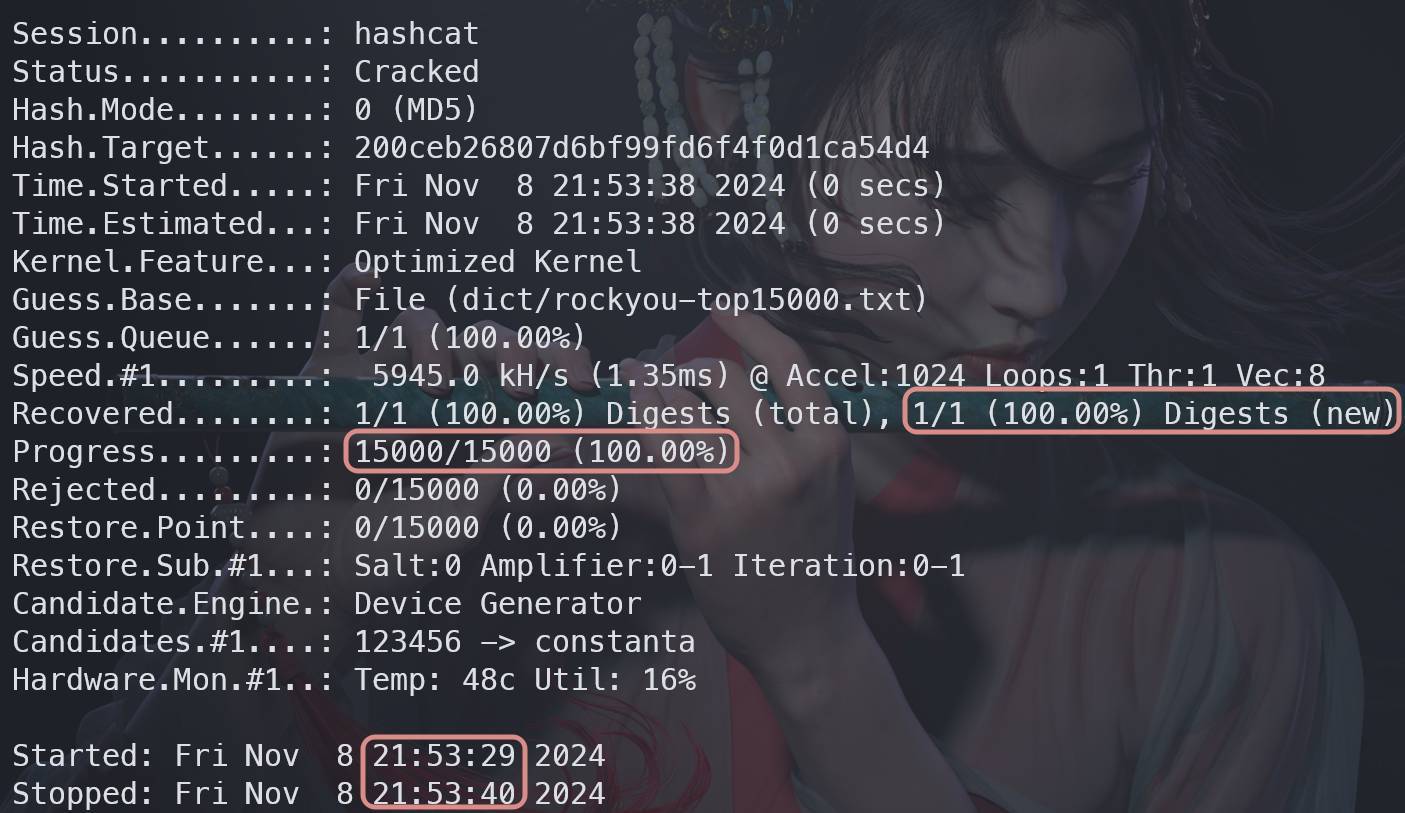 Session..........: hashcat
Status...........: Cracked
Hash.Mode........: 0 (MD5)
Hash.Target......: 200ceb26807d6bf99fd6f4f0d1ca54d4
Time.Started.....: Fri Nov  8 21:53:38 2024 (0 secs)
Time.Estimated...: Fri Nov  8 21:53:38 2024 (0 secs)
Kernel.Feature...: Optimized Kernel
Guess.Base.......: File (dict/rockyou-top15000.txt)
Guess.Queue......: 1/1 (100.00%)
Speed.#1.........:  5945.0 kH/s (1.35ms) @ Accel:1024 Loops:1 Thr:1 Vec:8
Recovered........: 1/1 (100.00%) Digests (total), 1/1 (100.00%) Digests (new)
Progress.........: 15000/15000 (100.00%)
Rejected.........: 0/15000 (0.00%)
Restore.Point....: 0/15000 (0.00%)
Restore.Sub.#1...: Salt:0 Amplifier:0-1 Iteration:0-1
Candidate.Engine.: Device Generator
Candidates.#1....: 123456 -> constanta
Hardware.Mon.#1..: Temp: 48c Util: 16%
Started: Fri Nov  8 21:53:29 2024
Stopped: Fri Nov  8 21:53:40 2024